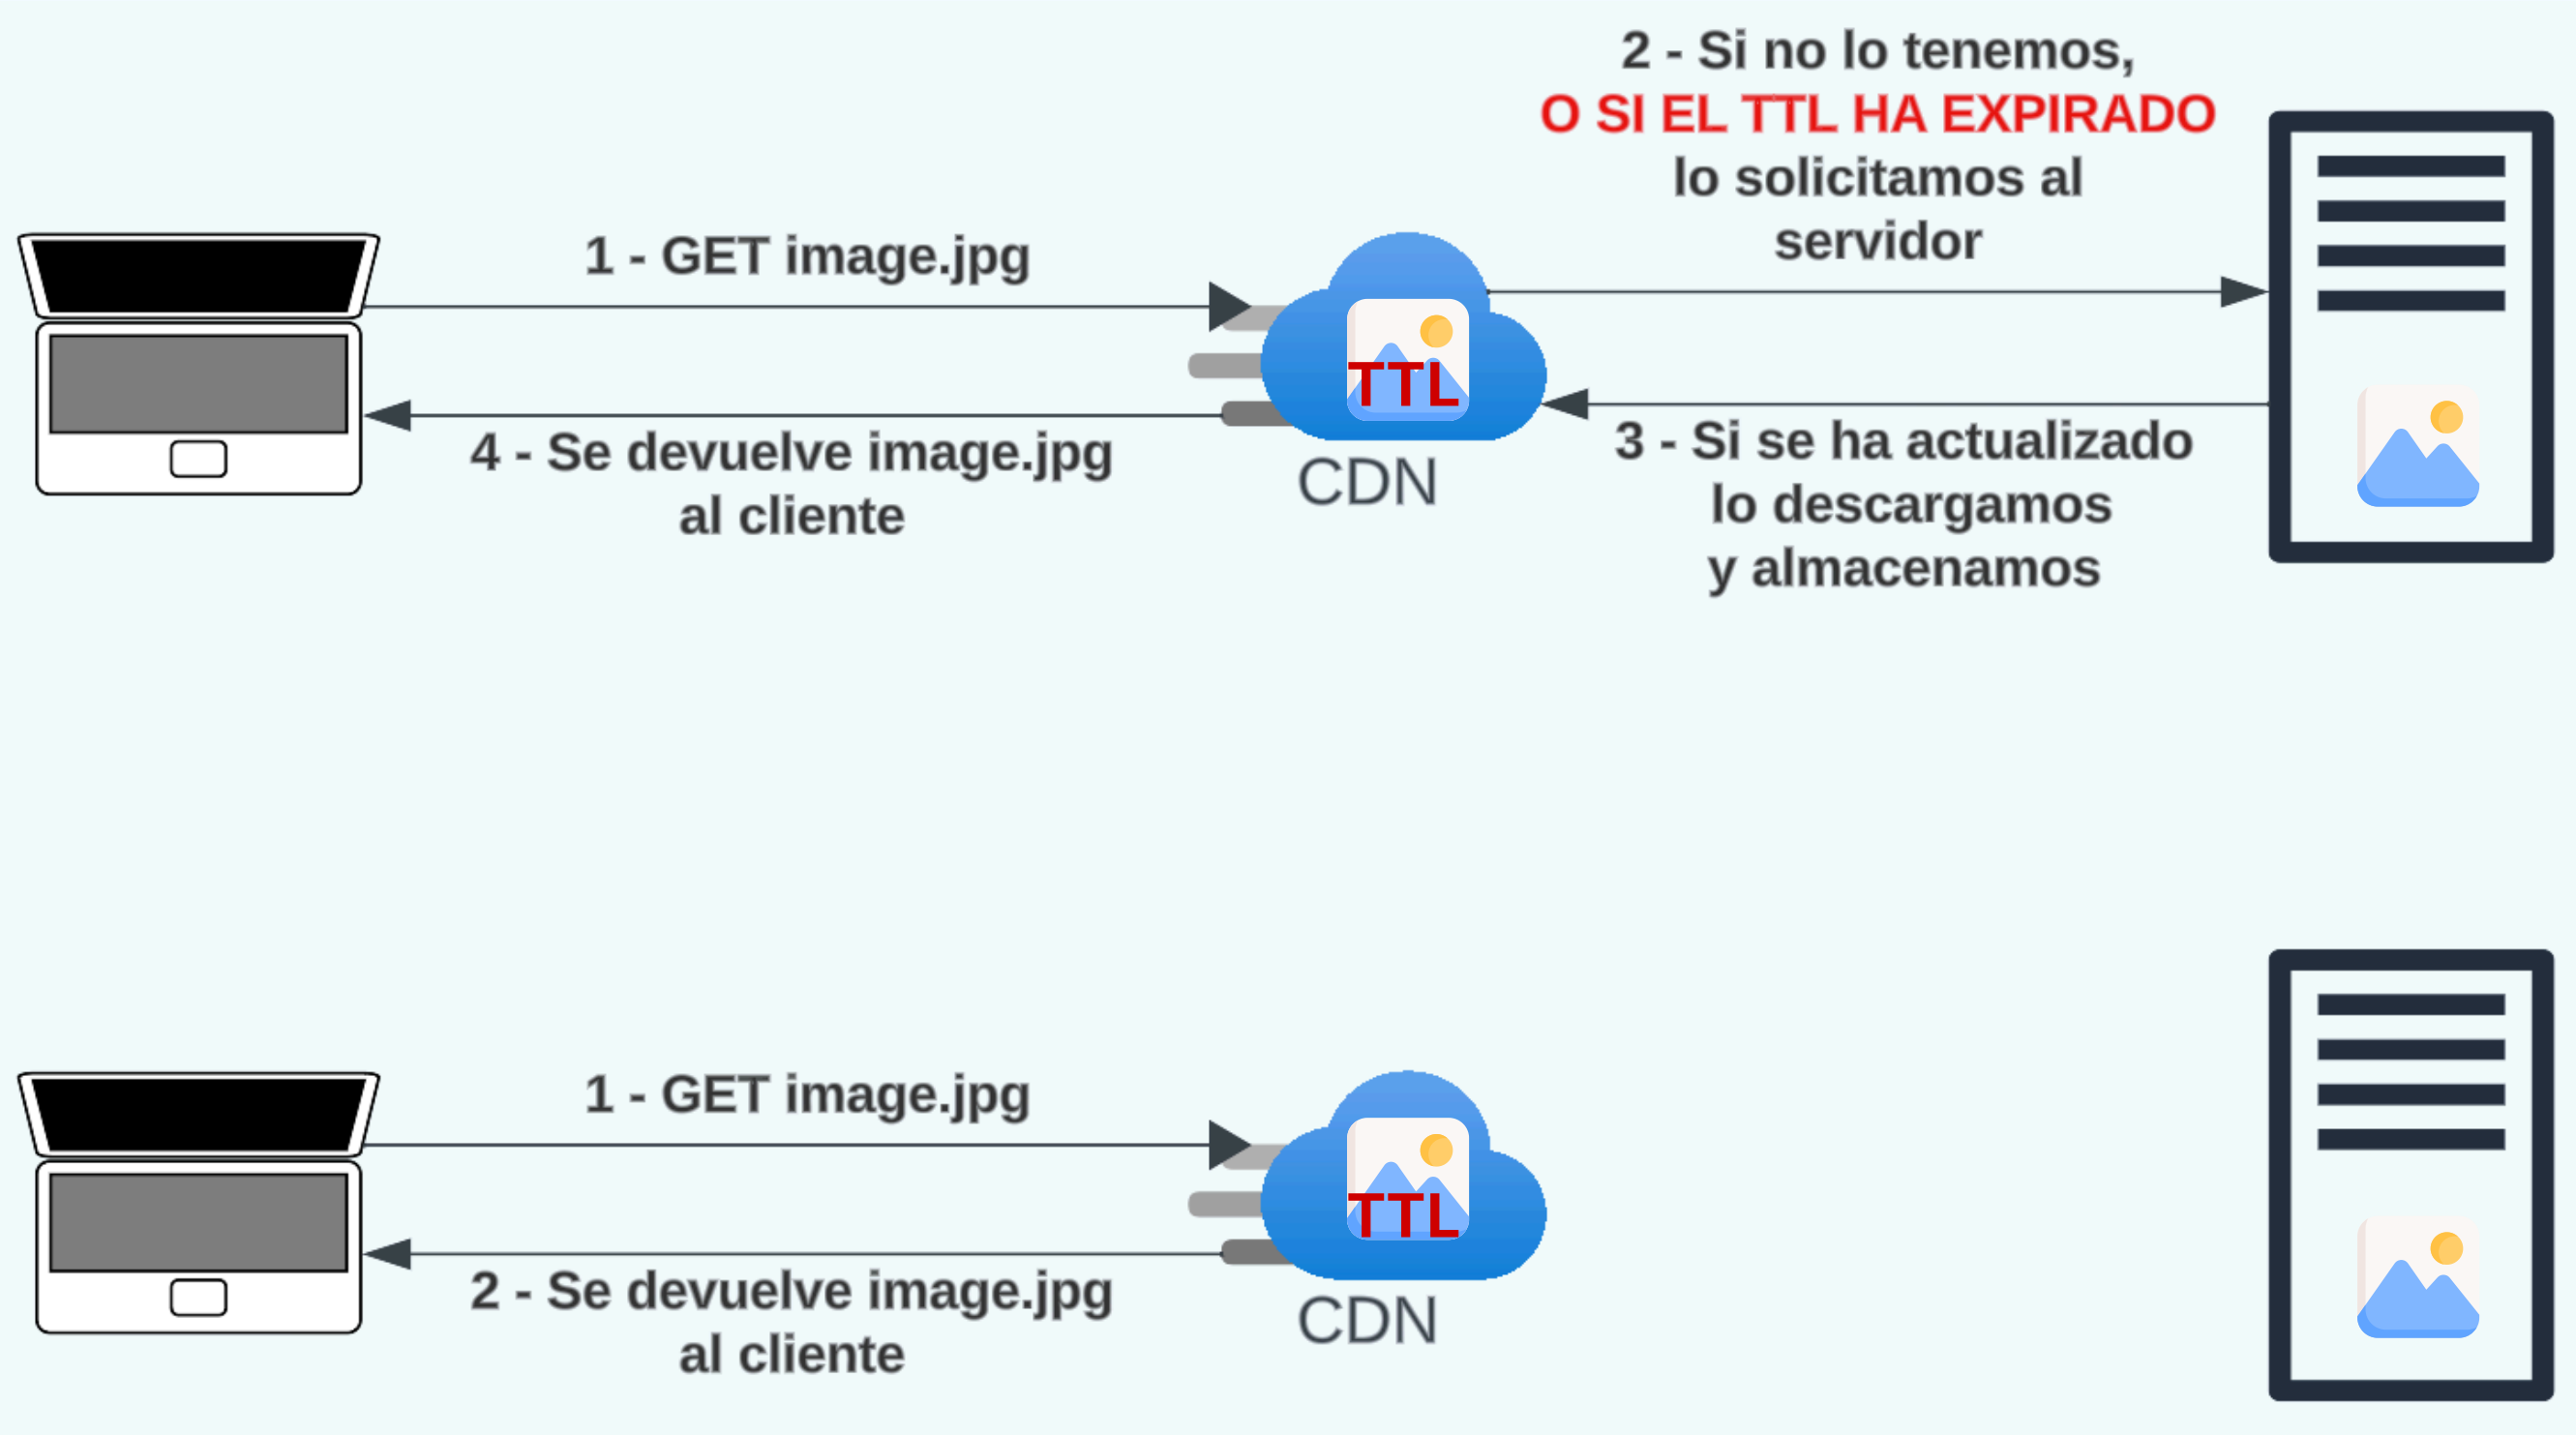 2 - Si no lo tenemos,
O SI EL TTL HA EXPIRADO
lo solicitamos al
servidor
1 - GET image.jpg
TTL
4 - Se devuelve image.jpg
al cliente
CDN
3 - Si se ha actualizado
lo descargamos
y almacenamos
1 - GET image.jpg
TTL
2 - Se devuelve image.jpg
al cliente
CDN